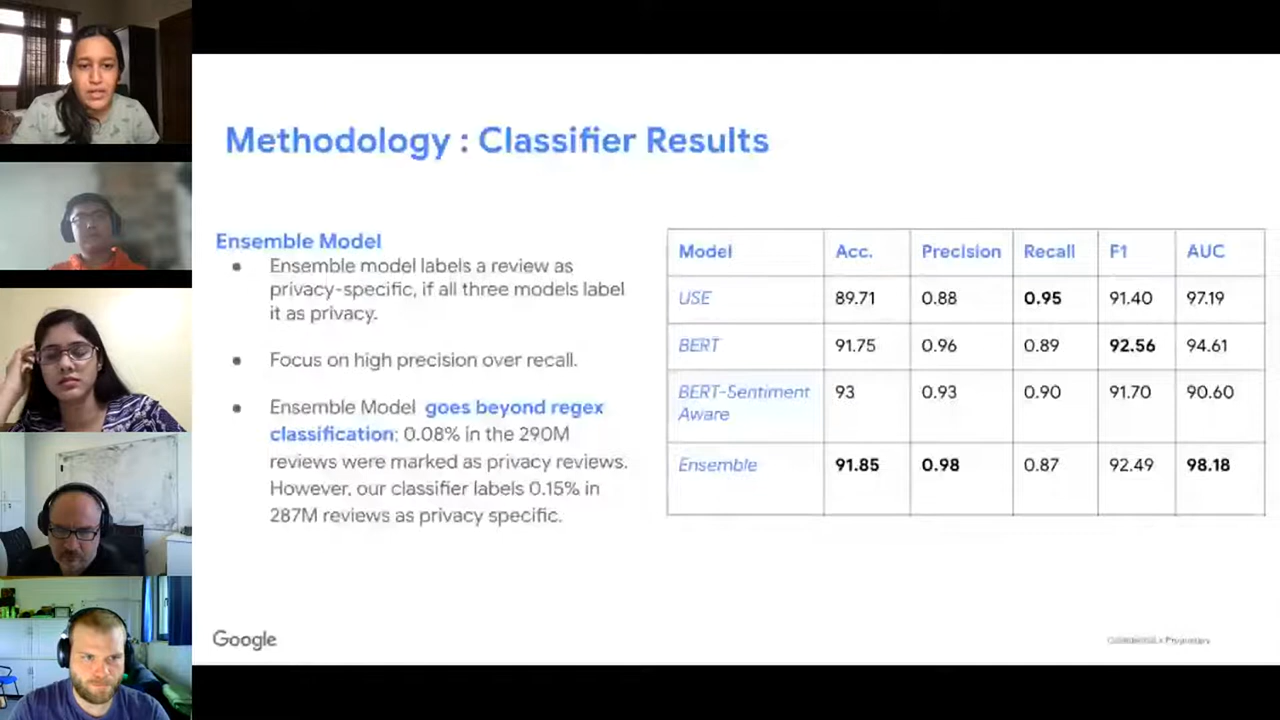 Methodology : Classifier Results
Ensemble Model
Ensemble model labels a review as
privacy-specific, if all three models label
it as privacy.
Focus on high precision over recall.
Ensemble Model goes beyond regex
classification; 0.08% in the 290M
reviews were marked as privacy reviews.
However, our classifier labels 0.15% in
287M reviews as privacy specific.
Model Acc. Precision Recall F1 AUC
USE 89.71 0.88 0.95 91.40 97.19
BERT 91.75 0.96 0.89 92.56 94.61
BERT-Sentiment
Aware 93 0.93 0.90 91.70 90.60
Ensemble 91.85 0.98 0.87 92.49 98.18
Google